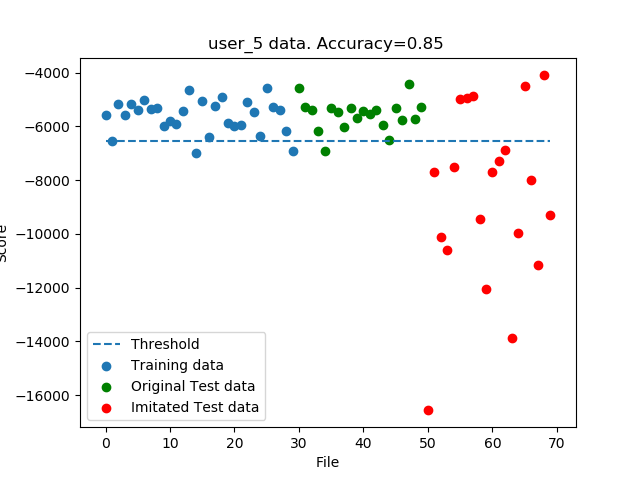 user_5 data. Accuracy=0.85
−4000
−6000
−8000
−10000
−12000
−14000
−16000
Score
Threshold
Training data
Original Test data
Imitated Test data
0 10 20 30 40 50 60 70
File